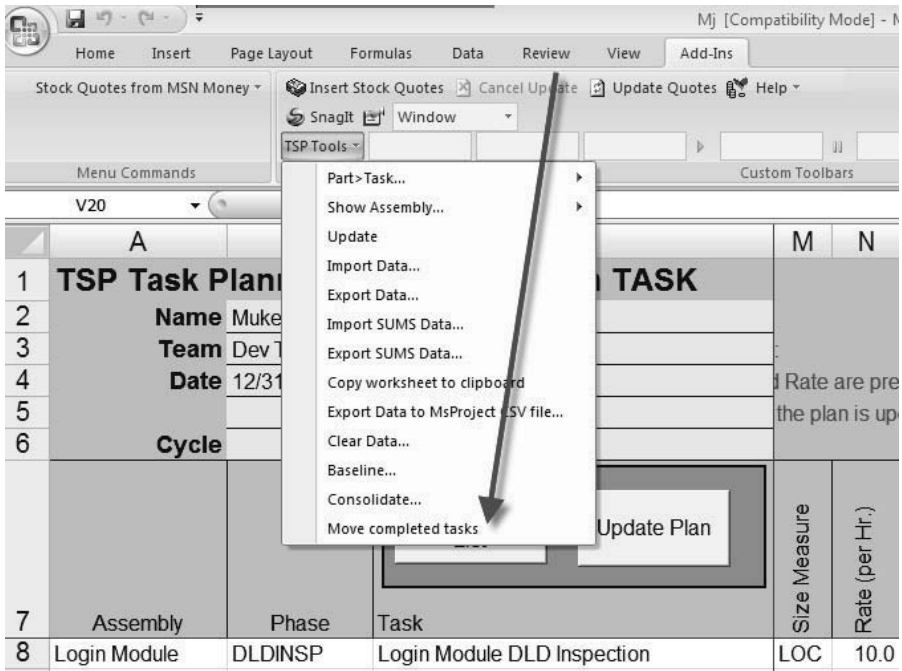 Mj [Compatibility Mode] -
Home Insert Page Layout Formulas Data Review View Add-Ins
Stock Quotes from MSN Money Insert Stock Quotes Cancel Update Update Quotes Help
SnagIt Window
TSP Tools
Menu Commands Custom Toolbars
Part>Task...
V20
Show Assembly...
A M N
Update
1 TSP Task TASK
Import Data...
Export Data...
2 Name
Import SUMS Data...
3 Team Dev
Export SUMS Data...
4 Date 12/31 Rate are pre
Copy worksheet to clipboard
5 the plan is up
Export Data to MsProject CSV file...
6 Cycle
Clear Data...
Baseline...
Consolidate...
Move completed tasks
Update Plan
Size Measure
Rate (per Hr.)
7 Assembly Phase Task
8 Login Module DLDINSP Login Module DLD Inspection LOC 10.0